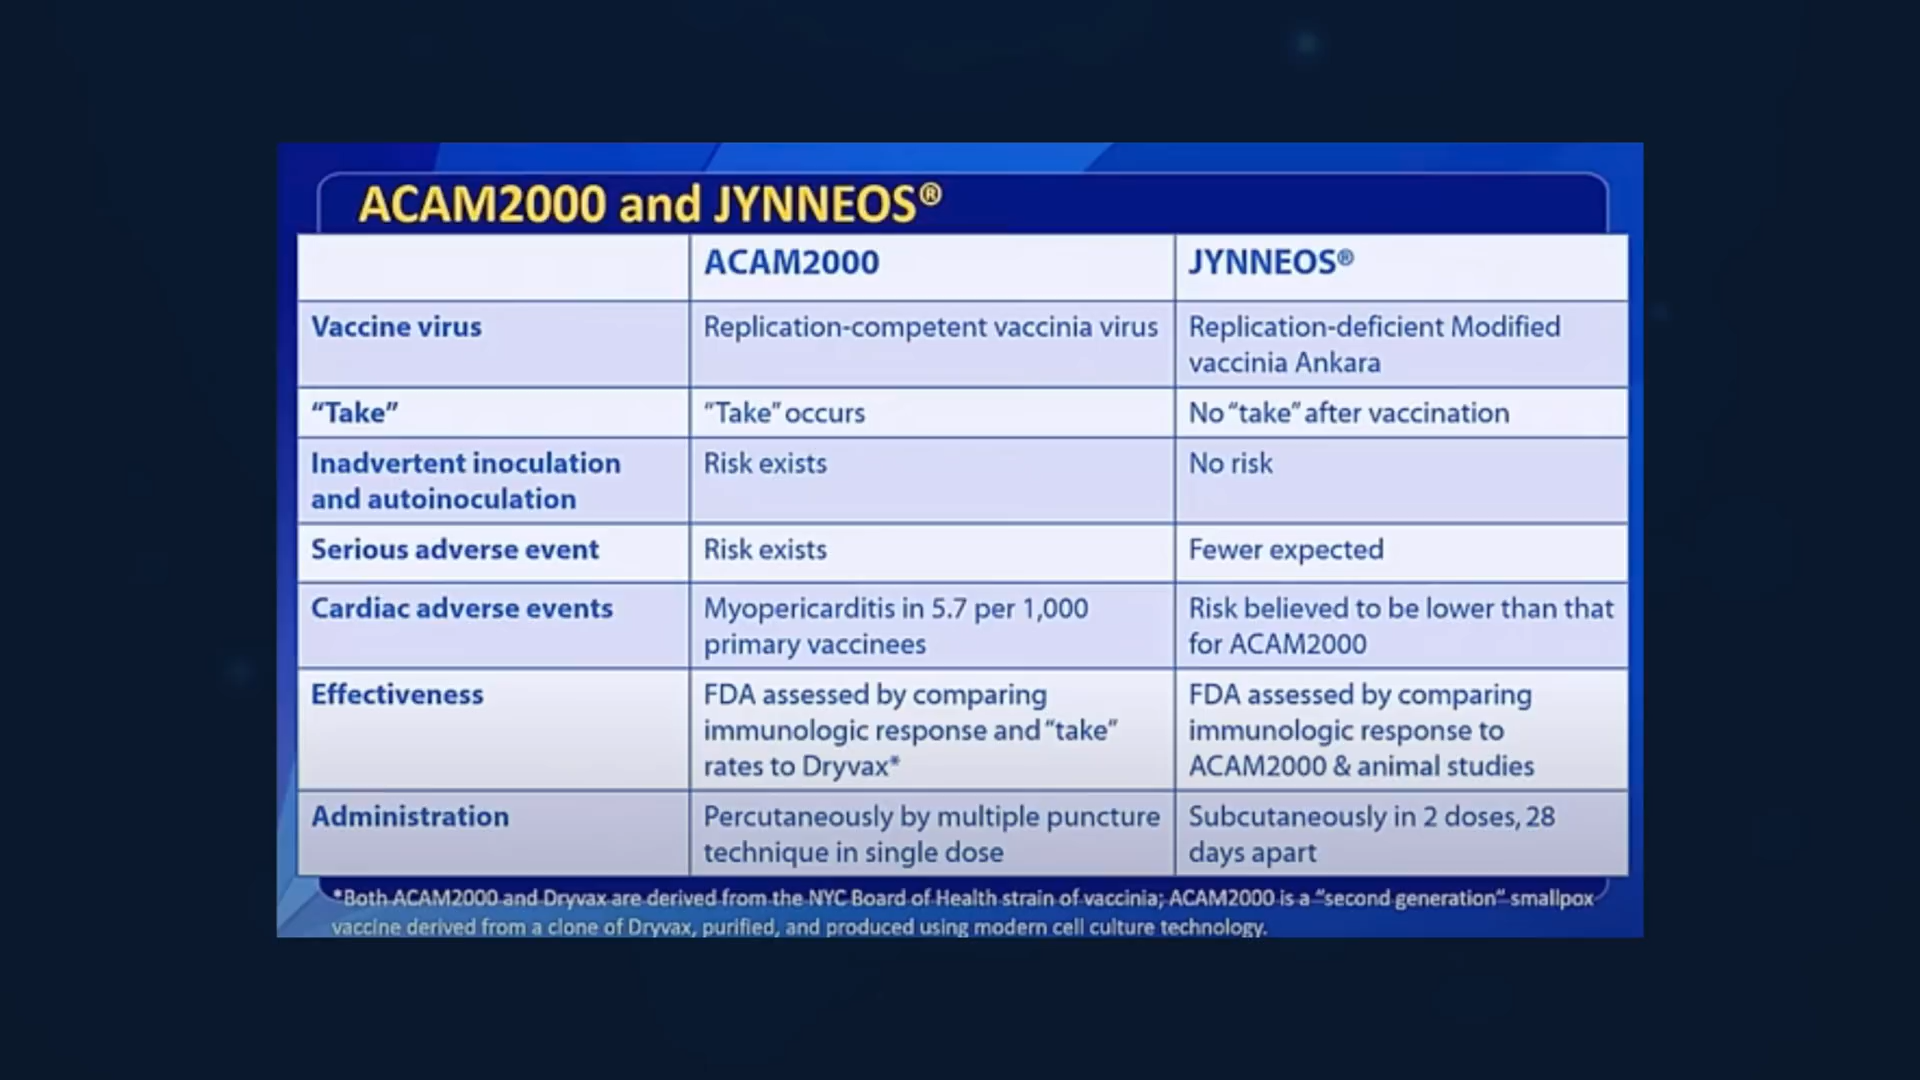 ACAM2000 and JYNNEOS®
ACAM2000
JYNNEOS®
Vaccine virus
Replication-competent vaccinia virus
Replication-deficient Modified
vaccinia Ankara
“Take”
“Take” occurs
No “take” after vaccination
Inadvertent inoculation
and autoinoculation
Risk exists
No risk
Serious adverse event
Risk exists
Fewer expected
Cardiac adverse events
Myopericarditis in 5.7 per 1,000
primary vaccinees
Risk believed to be lower than that
for ACAM2000
Effectiveness
FDA assessed by comparing
immunologic response and “take”
rates to Dryvax*
FDA assessed by comparing
immunologic response to
ACAM2000 & animal studies
Administration
Percutaneously by multiple puncture
technique in single dose
Subcutaneously in 2 doses, 28
days apart
*Both ACAM2000 and Dryvax are derived from the NYC Board of Health strain of vaccinia; ACAM2000 is a “second generation” smallpox
vaccine derived from a clone of Dryvax, purified, and produced using modern cell culture technology.